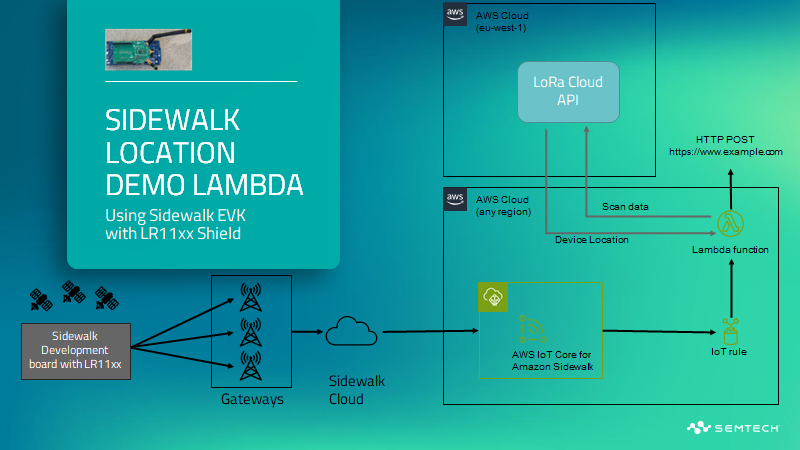 SIDEWALK
LOCATION
DEMO LAMBDA
Using Sidewalk EVK
with LR11xx Shield
aws
AWS Cloud
(eu-west-1)
LoRa Cloud
API
HTTP POST
https://www.example.com
aws
AWS Cloud
(any region)
Scan data
Device Location
Lambda function
Sidewalk
Development
board with LR11xx
Gateways
Sidewalk
Cloud
AWS IoT Core for
Amazon Sidewalk
IoT rule
SEMTECH